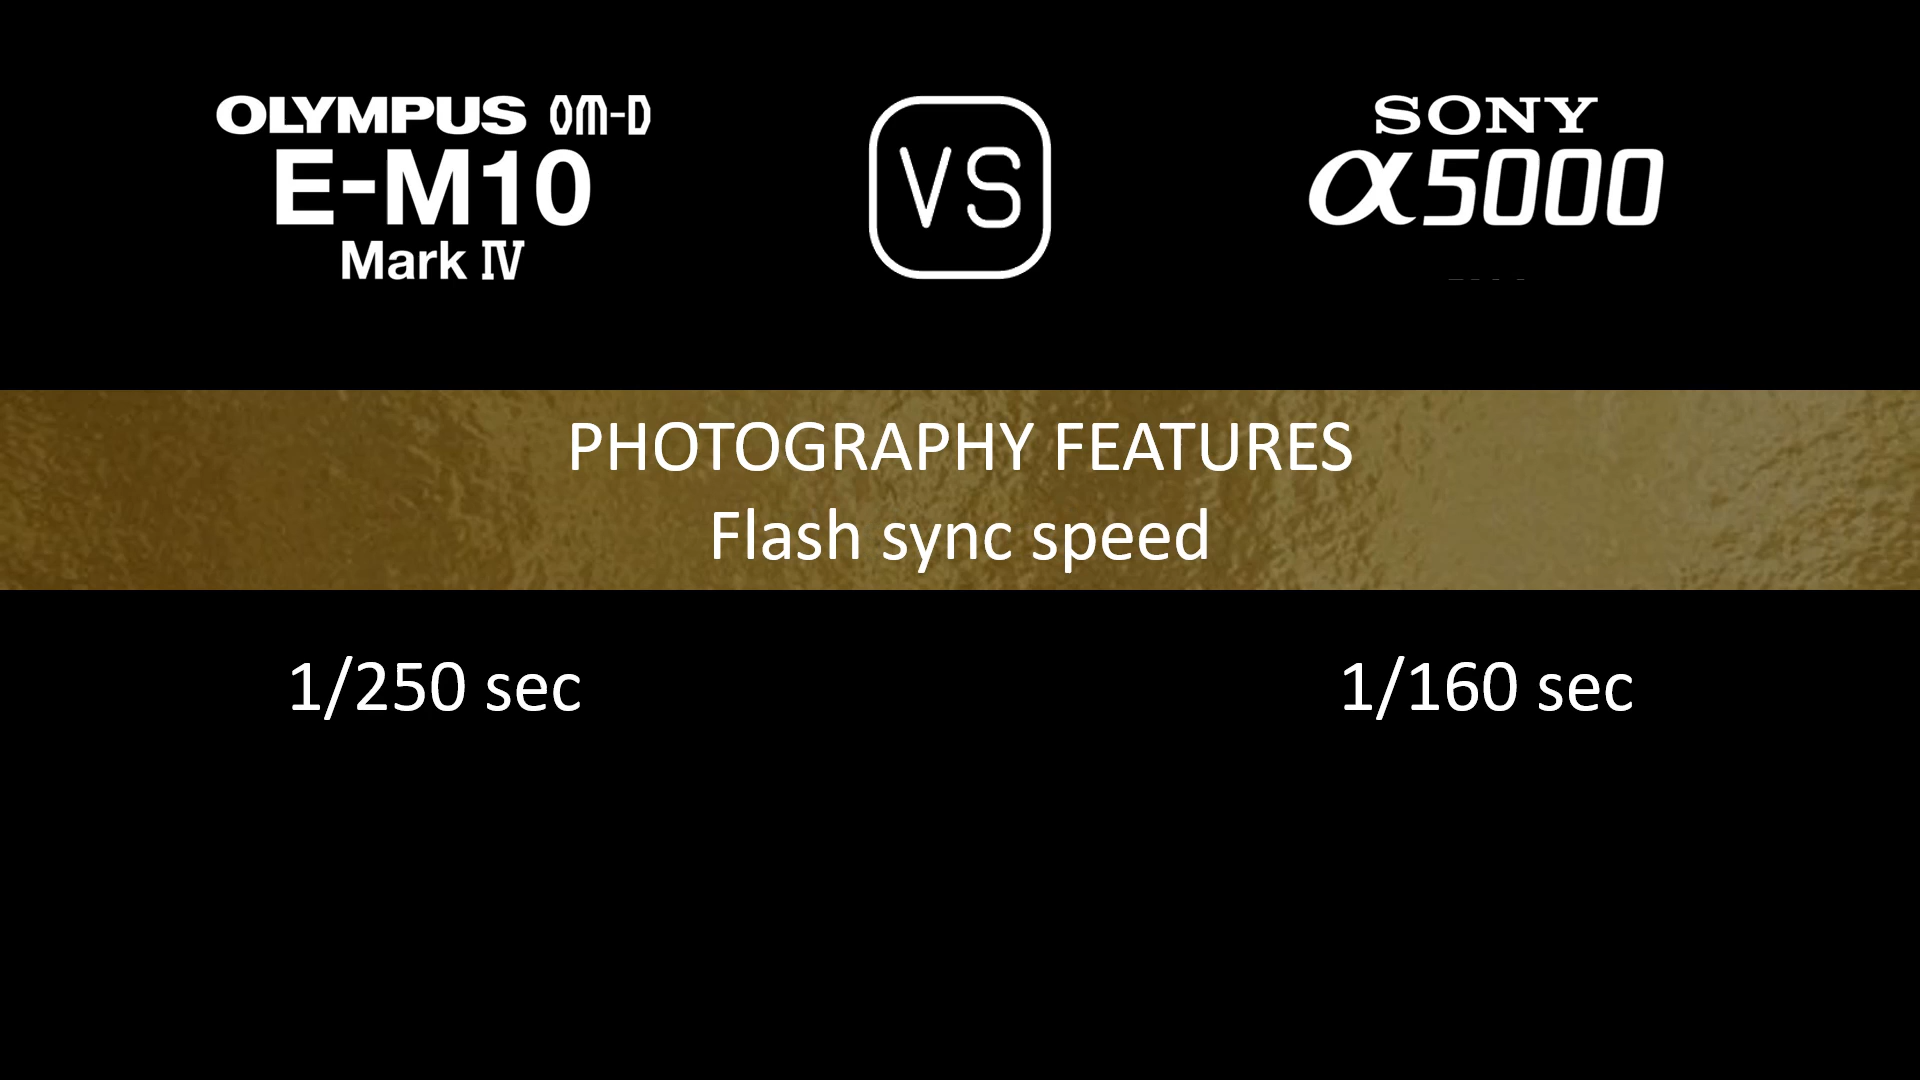 OLYMPUS OM-D
E-M10
Mark IV
VS
SONY
α5000
PHOTOGRAPHY FEATURES
Flash sync speed
1/250 sec
1/160 sec